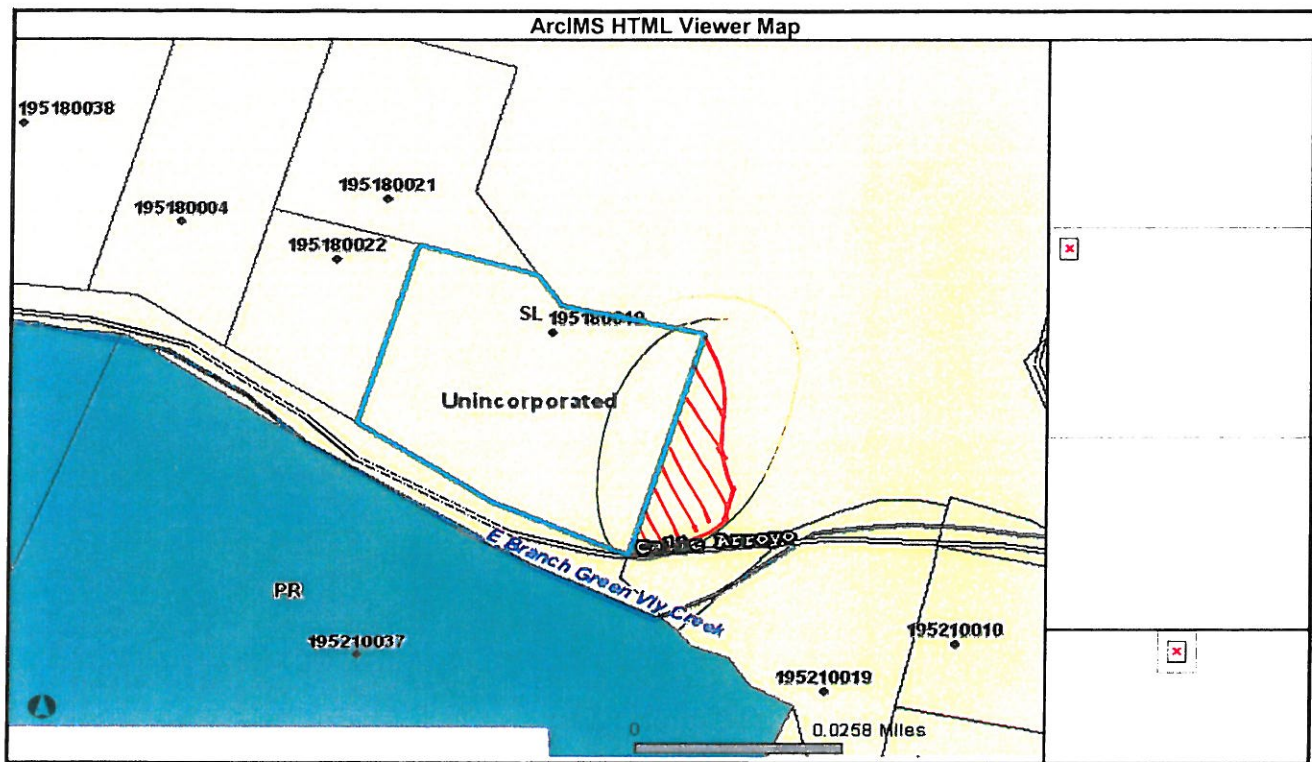 ArcIMS HTML Viewer Map
195180038
195180021
195180004
195180022
SL
Unincorporated
Calle Arroyo
E Branch Green Vly Creek
PR
195210037
195210010
195210019
0
0.0258 Miles